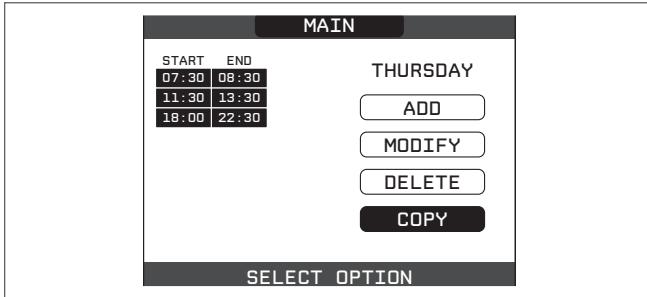 MAIN
START END
07:30 08:30
11:30 13:30
18:00 22:30
THURSDAY
ADD
MODIFY
DELETE
COPY
SELECT OPTION